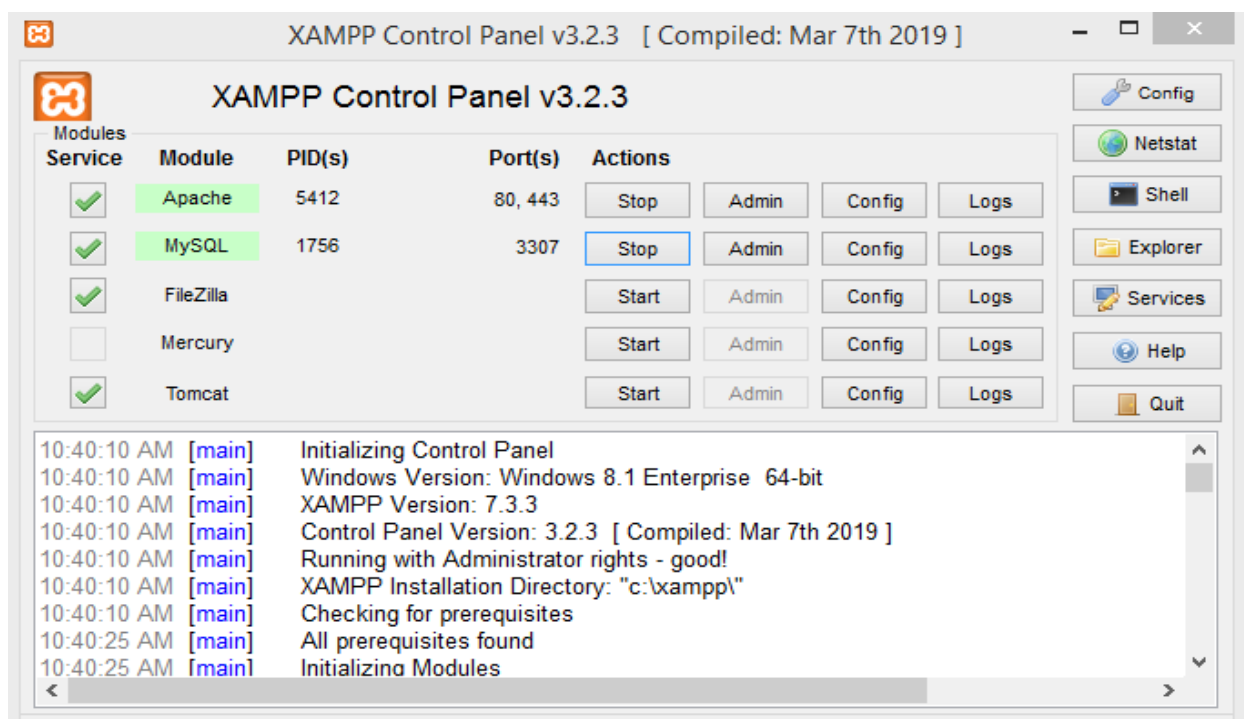 XAMPP Control Panel v3.2.3 [ Compiled: Mar 7th 2019 ]
XAMPP Control Panel v3.2.3
Config
Modules
Service Module PID(s) Port(s) Actions
Netstat
Apache 5412 80, 443 Stop Admin Config Logs
Shell
MySQL 1756 3307 Stop Admin Config Logs
Explorer
FileZilla Start Admin Config Logs
Services
Mercury Start Admin Config Logs
Help
Tomcat Start Admin Config Logs
Quit
10:40:10 AM [main] Initializing Control Panel
10:40:10 AM [main] Windows Version: Windows 8.1 Enterprise 64-bit
10:40:10 AM [main] XAMPP Version: 7.3.3
10:40:10 AM [main] Control Panel Version: 3.2.3 [ Compiled: Mar 7th 2019 ]
10:40:10 AM [main] Running with Administrator rights - good!
10:40:10 AM [main] XAMPP Installation Directory: "c:\xampp\"
10:40:10 AM [main] Checking for prerequisites
10:40:25 AM [main] All prerequisites found
10:40:25 AM [main] Initializing Modules